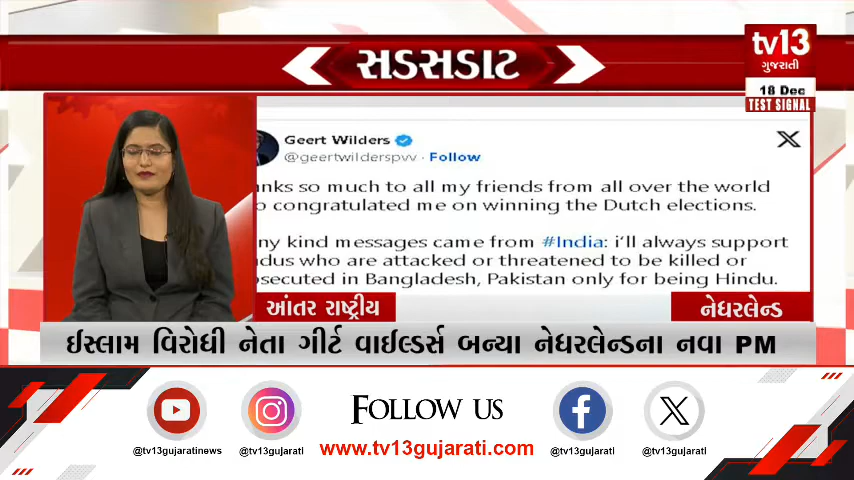 સડસડાટ
tv13
ગુજરાતી
18 Dec
TEST SIGNAL
Geert Wilders
@geertwilderspvv · Follow
X
anks so much to all my friends from all over the world
o congratulated me on winning the Dutch elections.
ny kind messages came from #India: i'll always support
ndus who are attacked or threatened to be killed or
osecuted in Bangladesh, Pakistan only for being Hindu.
આંતર રાષ્ટ્રીય
નેધરલેન્ડ
ઈસ્લામ વિરોધી નેતા ગીર્ટ વાઈલ્ડર્સ બન્યા નેધરલેન્ડના નવા PM
FOLLOW US
@tv13gujaratinews
@tv13gujarati
www.tv13gujarati.com
@tv13gujarati
@tv13gujarati